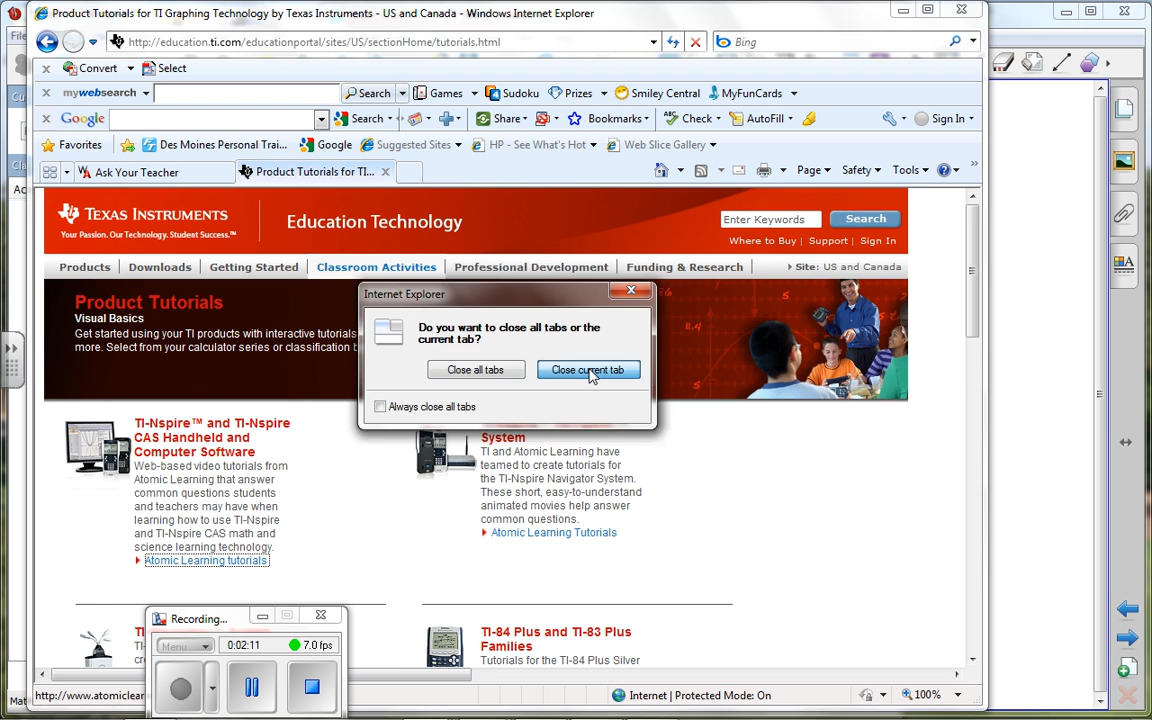 Product Tutorials for TI Graphing Technology by Texas Instruments - US and Canada - Windows Internet Explorer
http://education.ti.com/educationportal/sites/US/sectionHome/tutorials.html
Bing
Convert Select
mywebsearch Search Games Sudoku Prizes Smiley Central MyFunCards
Google Search Share Bookmarks Check AutoFill Sign In
Favorites Des Moines Personal Trai... Google Suggested Sites HP - See What's Hot Web Slice Gallery
Ask Your Teacher Product Tutorials for TI... Page Safety Tools
TEXAS INSTRUMENTS
Your Passion. Our Technology. Student Success.™
Education Technology
Enter Keywords Search
Where to Buy | Support | Sign In
Products Downloads Getting Started Classroom Activities Professional Development Funding & Research Site: US and Canada
Product Tutorials
Visual Basics
Get started using your TI products with interactive tutorials
more. Select from your calculator series or classification
Internet Explorer
Do you want to close all tabs or the
current tab?
Close all tabs Close current tab
Always close all tabs
TI-Nspire™ and TI-Nspire
CAS Handheld and
Computer Software
Web-based video tutorials from
Atomic Learning that answer
common questions students
and teachers may have when
learning how to use TI-Nspire
and TI-Nspire CAS math and
science learning technology.
Atomic Learning tutorials
System
TI and Atomic Learning have
teamed to create tutorials for
the TI-Nspire Navigator System.
These short, easy-to-understand
animated movies help answer
common questions.
Atomic Learning Tutorials
TI-84 Plus and TI-83 Plus
Families
Tutorials for the TI-84 Plus Silver
Recording...
Menu 0:02:11 7.0 fps
http://www.atomiclear
Internet | Protected Mode: On 100%